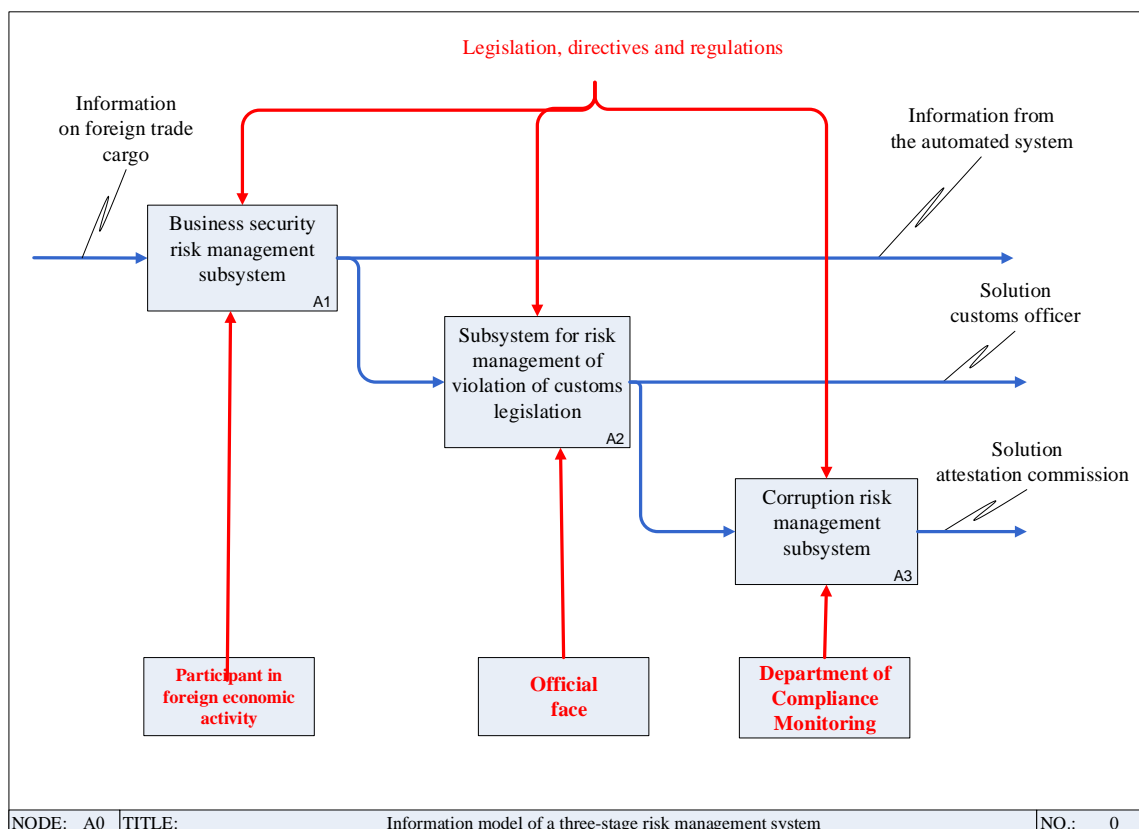 Legislation, directives and regulations
Information
on foreign trade
cargo
Information from
the automated system
Business security
risk management
subsystem
A1
Solution
customs officer
Subsystem for risk
management of
violation of customs
legislation
A2
Solution
attestation commission
Corruption risk
management
subsystem
A3
Participant in
foreign economic
activity
Official
face
Department of
Compliance
Monitoring
NODE: A0 TITLE: Information model of a three-stage risk management system NO.: 0